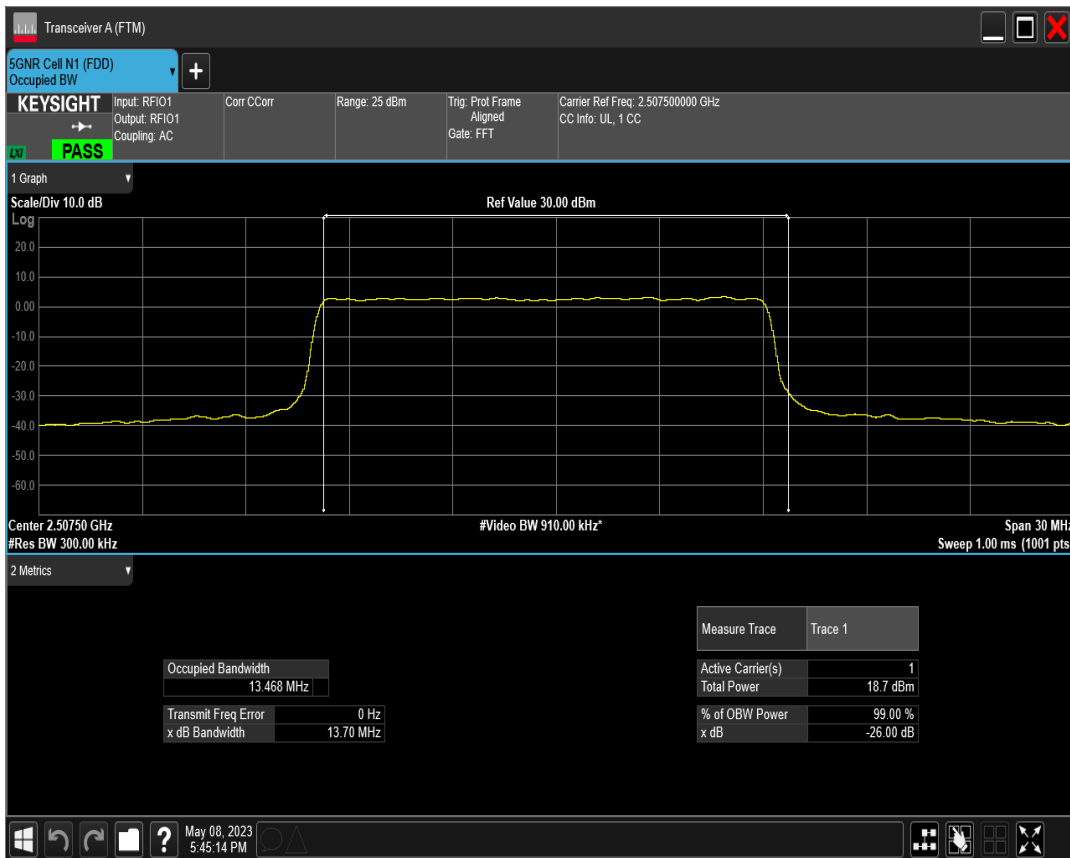 Transceiver A (FTM)
5GNR Cell N1 (FDD)
Occupied BW
+
KEYSIGHT
LXI
PASS
Input: RFIO1
Output: RFIO1
Coupling: AC
Corr CCorr
Range: 25 dBm
Trig: Prot Frame
Aligned
Gate: FFT
Carrier Ref Freq: 2.507500000 GHz
CC Info: UL, 1 CC
1 Graph
Scale/Div 10.0 dB
Ref Value 30.00 dBm
Log
20.0
10.0
0.00
-10.0
-20.0
-30.0
-40.0
-50.0
-60.0
Center 2.50750 GHz
#Video BW 910.00 kHz*
Span 30 MHz
#Res BW 300.00 kHz
Sweep 1.00 ms (1001 pts
2 Metrics
Measure Trace Trace 1
Occupied Bandwidth
13.468 MHz
Active Carrier(s) 1
Total Power 18.7 dBm
Transmit Freq Error 0 Hz
x dB Bandwidth 13.70 MHz
% of OBW Power 99.00 %
x dB -26.00 dB
?
May 08, 2023
5:45:14 PM